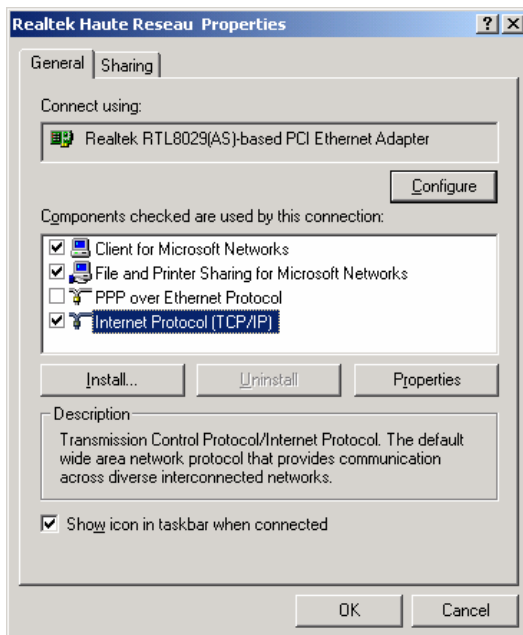 Realtek Haute Reseau Properties
General Sharing
Connect using:
Realtek RTL8029(AS)-based PCI Ethernet Adapter
Configure
Components checked are used by this connection:
Client for Microsoft Networks
File and Printer Sharing for Microsoft Networks
PPP over Ethernet Protocol
Internet Protocol (TCP/IP)
Install... Uninstall Properties
Description
Transmission Control Protocol/Internet Protocol. The default
wide area network protocol that provides communication
across diverse interconnected networks.
Show icon in taskbar when connected
OK Cancel